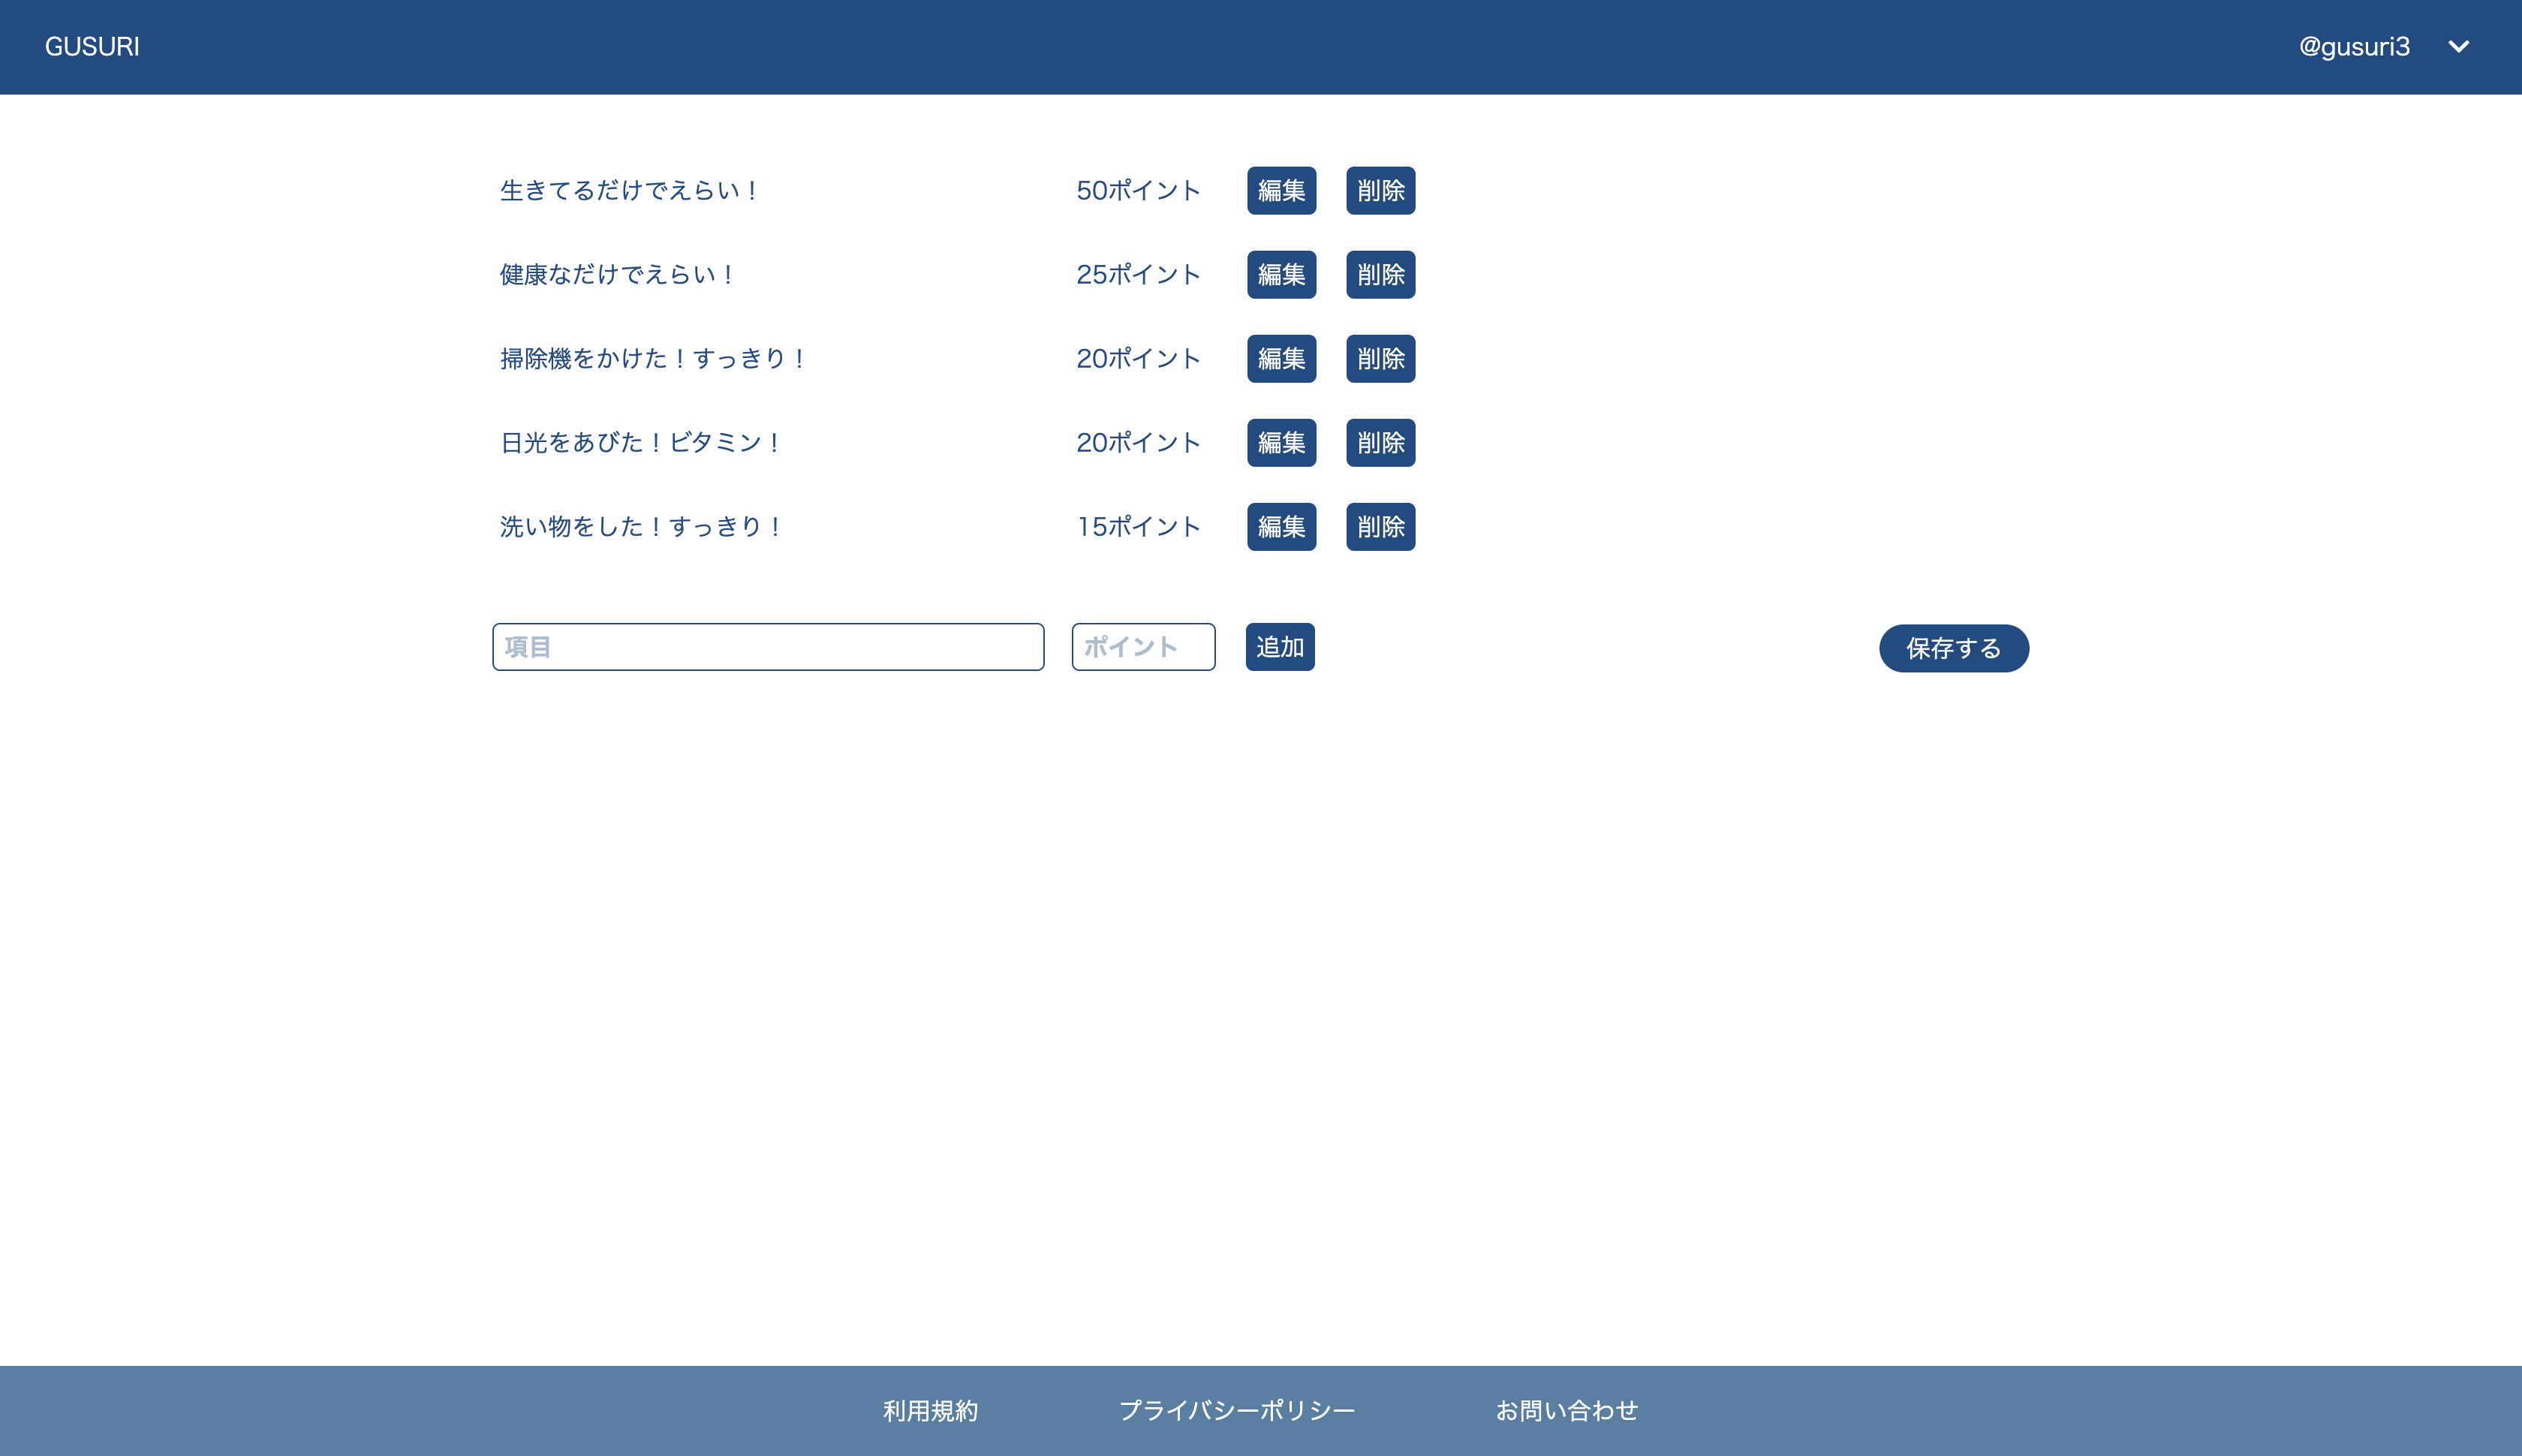 GUSURI @gusuri3
生きてるだけでえらい！ 50ポイント 編集 削除
健康なだけでえらい！ 25ポイント 編集 削除
掃除機をかけた！すっきり！ 20ポイント 編集 削除
日光をあびた！ビタミン！ 20ポイント 編集 削除
洗い物をした！すっきり！ 15ポイント 編集 削除
項目 ポイント 追加 保存する
利用規約 プライバシーポリシー お問い合わせ